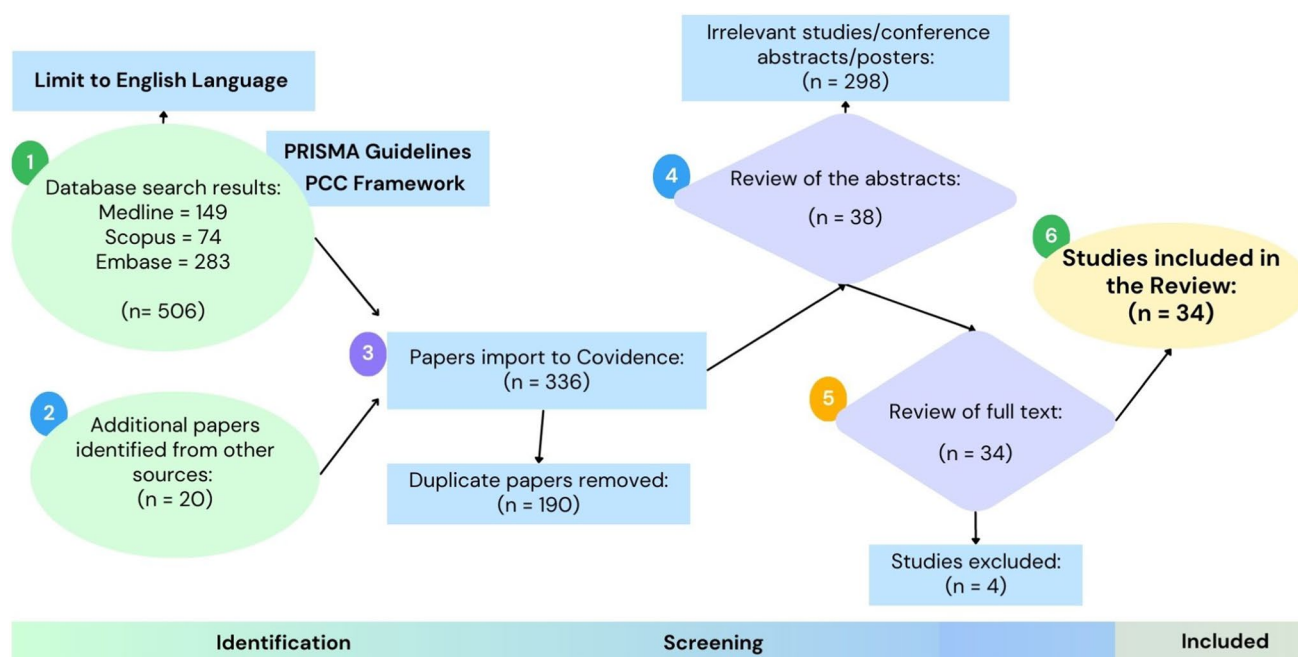 Limit to English Language
PRISMA Guidelines
PCC Framework
1
Database search results:
Medline = 149
Scopus = 74
Embase = 283
(n= 506)
2
Additional papers
identified from other
sources:
(n = 20)
3
Papers import to Covidence:
(n = 336)
Duplicate papers removed:
(n = 190)
Irrelevant studies/conference
abstracts/posters:
(n = 298)
4
Review of the abstracts:
(n = 38)
5
Review of full text:
(n = 34)
Studies excluded:
(n = 4)
6
Studies included in
the Review:
(n = 34)
Identification
Screening
Included